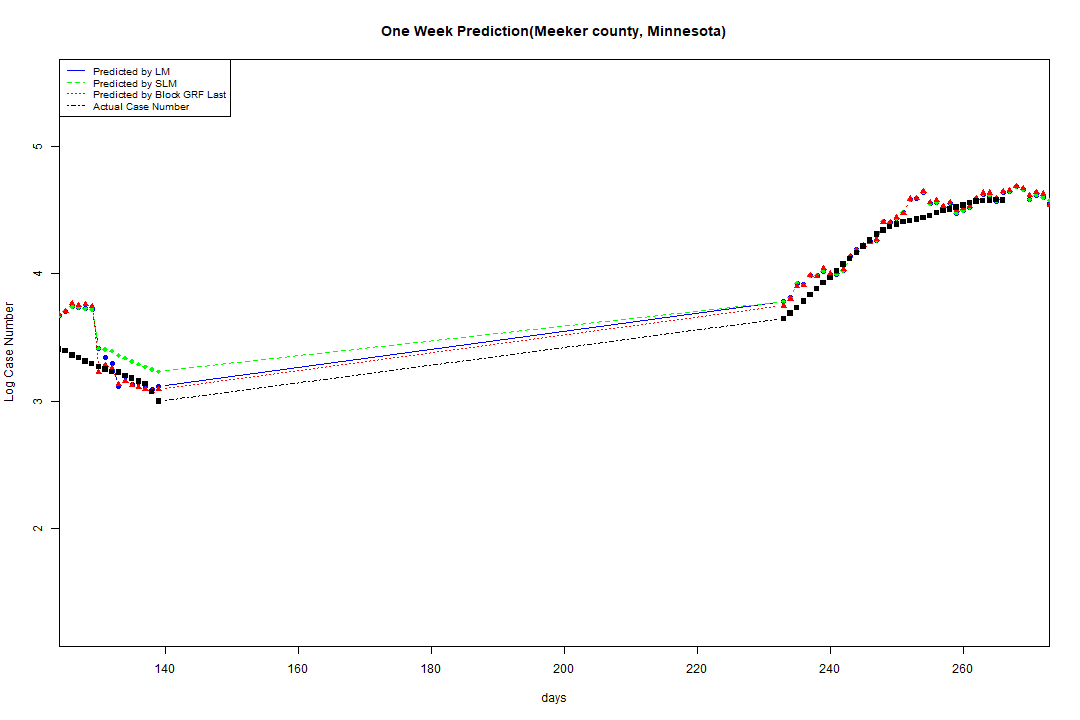 One Week Prediction(Meeker county, Minnesota)
Predicted by LM
Predicted by SLM
Predicted by Block GRF Last
Actual Case Number
Log Case Number
5
4
3
2
140 160 180 200 220 240 260
days